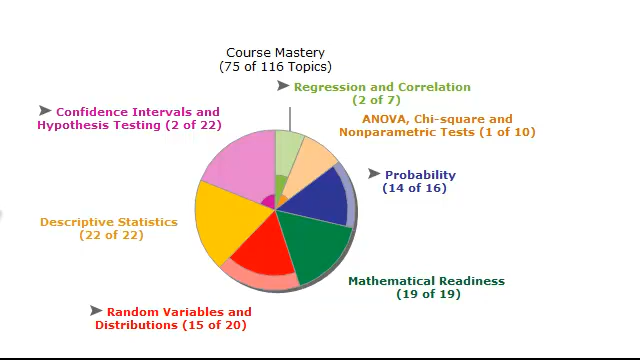 Course Mastery
(75 of 116 Topics)
Regression and Correlation
(2 of 7)
ANOVA, Chi-square and
Nonparametric Tests (1 of 10)
Probability
(14 of 16)
Mathematical Readiness
(19 of 19)
Random Variables and
Distributions (15 of 20)
Descriptive Statistics
(22 of 22)
Confidence Intervals and
Hypothesis Testing (2 of 22)